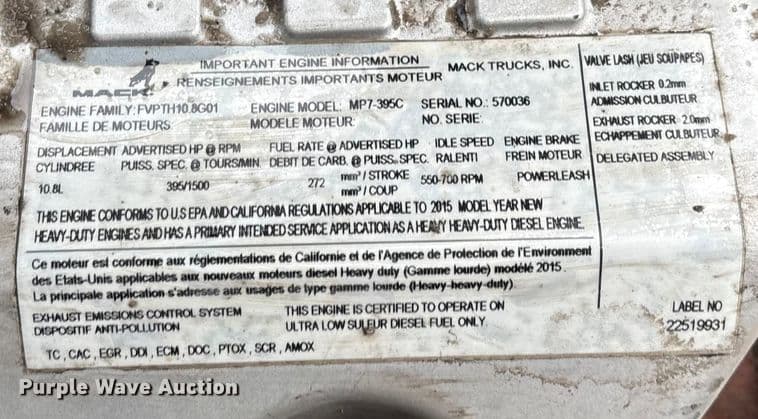 IMPORTANT ENGINE INFORMATION MACK TRUCKS, INC.
MACK RENSEIGNEMENTS IMPORTANTS MOTEUR
ENGINE FAMILY: FVPTH10.8G01 ENGINE MODEL: MP7-395C SERIAL NO.: 570036
FAMILLE DE MOTEURS MODELE MOTEUR: NO. SERIE:
DISPLACEMENT ADVERTISED HP @ RPM FUEL RATE @ ADVERTISED HP IDLE SPEED ENGINE BRAKE
CYLINDREE PUISS. SPEC. @ TOURS/MIN. DEBIT DE CARB. @ PUISS. SPEC. RALENTI FREIN MOTEUR
10.8L 395/1500 272 mm³ / STROKE 550-700 RPM POWERLEASH
mm³ / COUP
THIS ENGINE CONFORMS TO U.S EPA AND CALIFORNIA REGULATIONS APPLICABLE TO 2015 MODEL YEAR NEW
HEAVY-DUTY ENGINES AND HAS A PRIMARY INTENDED SERVICE APPLICATION AS A HEAVY HEAVY-DUTY DIESEL ENGINE.
Ce moteur est conforme aux réglementations de Californie et de l'Agence de Protection de l'Environment
des Etats-Unis applicables aux nouveaux moteurs diesel Heavy duty (Gamme lourde) modélé 2015.
La principale application s'adresse aux usages de type gamme lourde (Heavy-heavy-duty).
EXHAUST EMISSIONS CONTROL SYSTEM THIS ENGINE IS CERTIFIED TO OPERATE ON
DISPOSITIF ANTI-POLLUTION ULTRA LOW SULFUR DIESEL FUEL ONLY
TC , CAC , EGR , DDI , ECM , DOC , PTOX , SCR , AMOX
VALVE LASH (JEU SOUPAPES)
INLET ROCKER 0.2mm
ADMISSION CULBUTEUR
EXHAUST ROCKER 2.0mm
ECHAPPEMENT CULBUTEUR
DELEGATED ASSEMBLY
LABEL NO
22519931
Purple Wave Auction